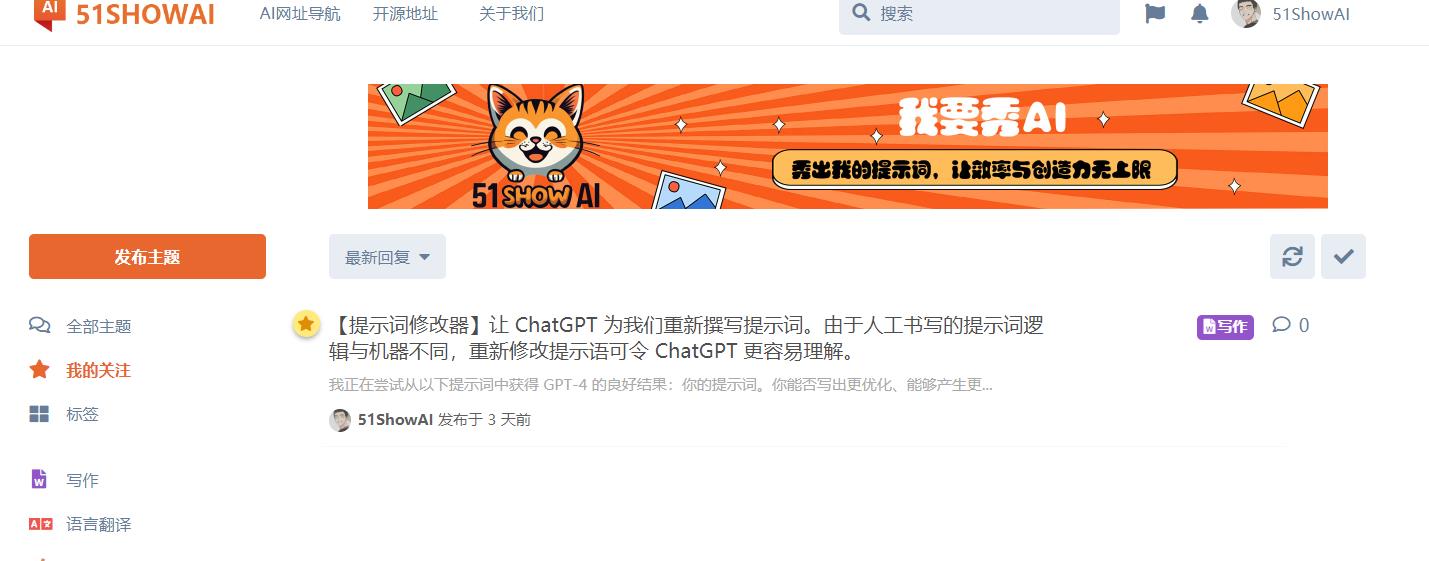 AI
51SHOWAI
AI网址导航
开源地址
关于我们
搜索
51ShowAI
我要秀AI
秀出我的提示词，让效率与创造力无上限
51 SHOW AI
发布主题
最新回复
全部主题
我的关注
标签
写作
语言翻译
【提示词修改器】让 ChatGPT 为我们重新撰写提示词。由于人工书写的提示词逻
辑与机器不同，重新修改提示语可令 ChatGPT 更容易理解。
写作
0
我正在尝试从以下提示词中获得 GPT-4 的良好结果：你的提示词。你能否写出更优化、能够产生更...
51ShowAI 发布于 3 天前